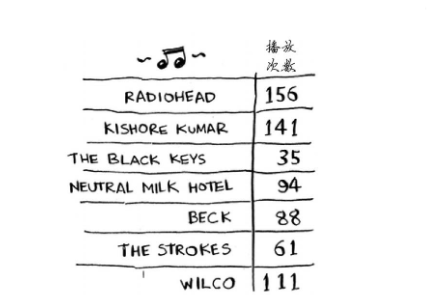 播放
次数
RADIOHEAD 156
KISHORE KUMAR 141
THE BLACK KEYS 35
NEUTRAL MILK HOTEL 94
BECK 88
THE STROKES 61
WILCO 111